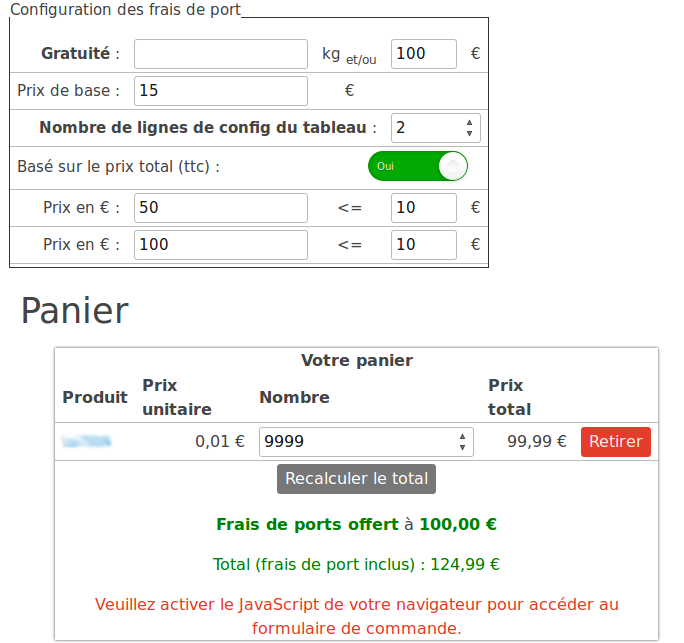 Configuration des frais de port
Gratuité : kg et/ou 100 €
Prix de base : 15 €
Nombre de lignes de config du tableau : 2
Basé sur le prix total (ttc) : Oui
Prix en € : 50 <= 10 €
Prix en € : 100 <= 10 €
Panier
Votre panier
Produit Prix unitaire Nombre Prix total
0,01 € 9999 99,99 € Retirer
Recalculer le total
Frais de ports offert à 100,00 €
Total (frais de port inclus) : 124,99 €
Veuillez activer le JavaScript de votre navigateur pour accéder au
formulaire de commande.